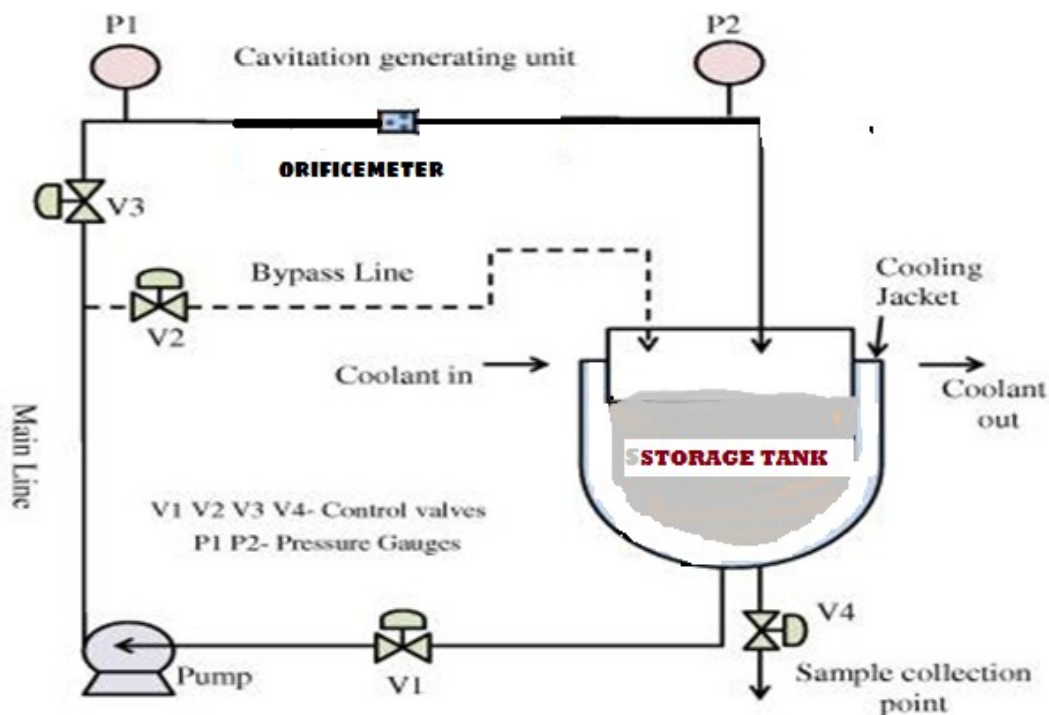 P1
P2
Cavitation generating unit
ORIFICEMETER
V3
Bypass Line
V2
Cooling
Jacket
Coolant in
Coolant
out
Main Line
SSTORAGE TANK
V1 V2 V3 V4- Control valves
P1 P2- Pressure Gauges
V4
Pump
V1
Sample collection
point